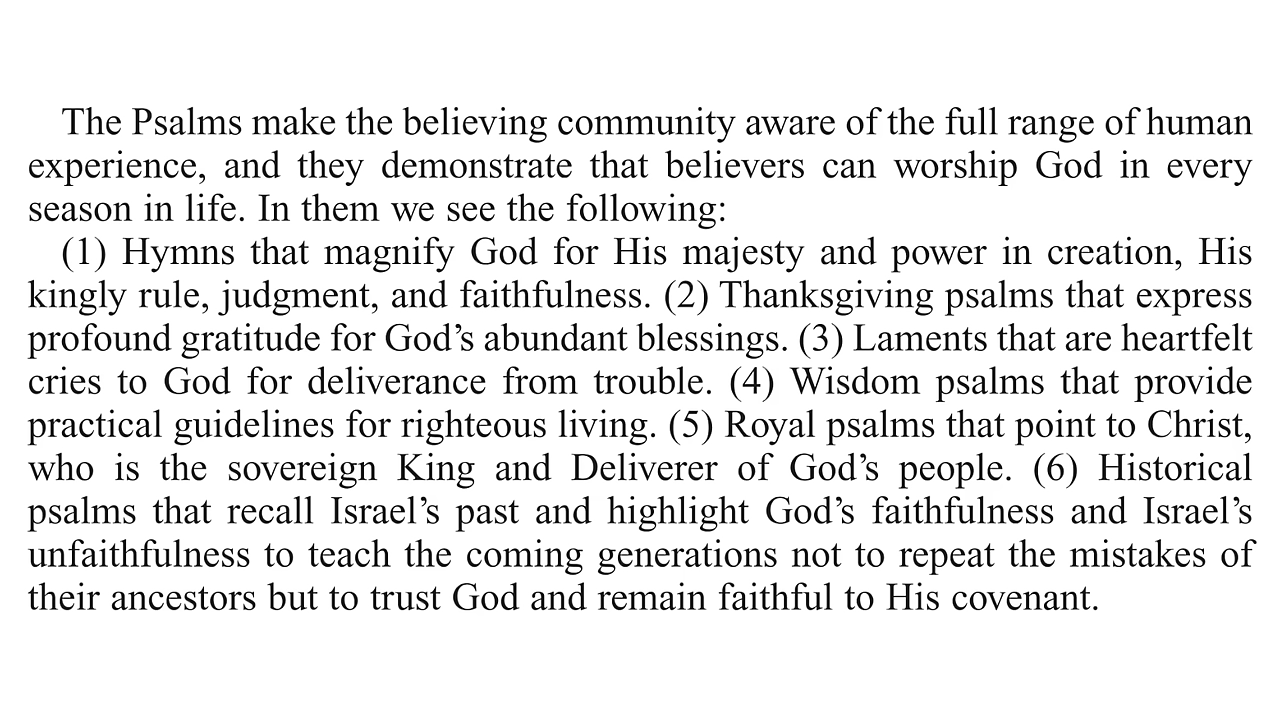 The Psalms make the believing community aware of the full range of human
experience, and they demonstrate that believers can worship God in every
season in life. In them we see the following:
(1) Hymns that magnify God for His majesty and power in creation, His
kingly rule, judgment, and faithfulness. (2) Thanksgiving psalms that express
profound gratitude for God’s abundant blessings. (3) Laments that are heartfelt
cries to God for deliverance from trouble. (4) Wisdom psalms that provide
practical guidelines for righteous living. (5) Royal psalms that point to Christ,
who is the sovereign King and Deliverer of God’s people. (6) Historical
psalms that recall Israel’s past and highlight God’s faithfulness and Israel’s
unfaithfulness to teach the coming generations not to repeat the mistakes of
their ancestors but to trust God and remain faithful to His covenant.